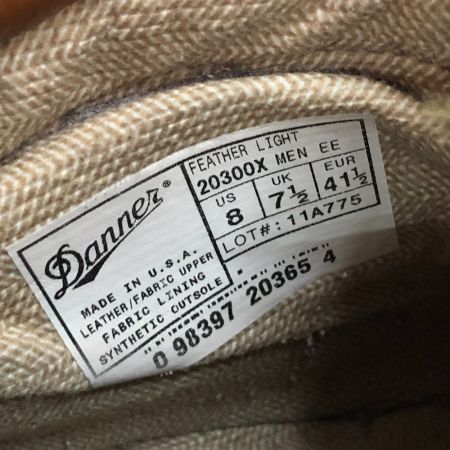 Danner®
MADE IN U.S.A.
LEATHER/FABRIC UPPER
FABRIC LINING
SYNTHETIC OUTSOLE
FEATHER LIGHT
20300X MEN EE
US UK EUR
8 7½ 41½
LOT#: 11A775
0 98397 20365 4